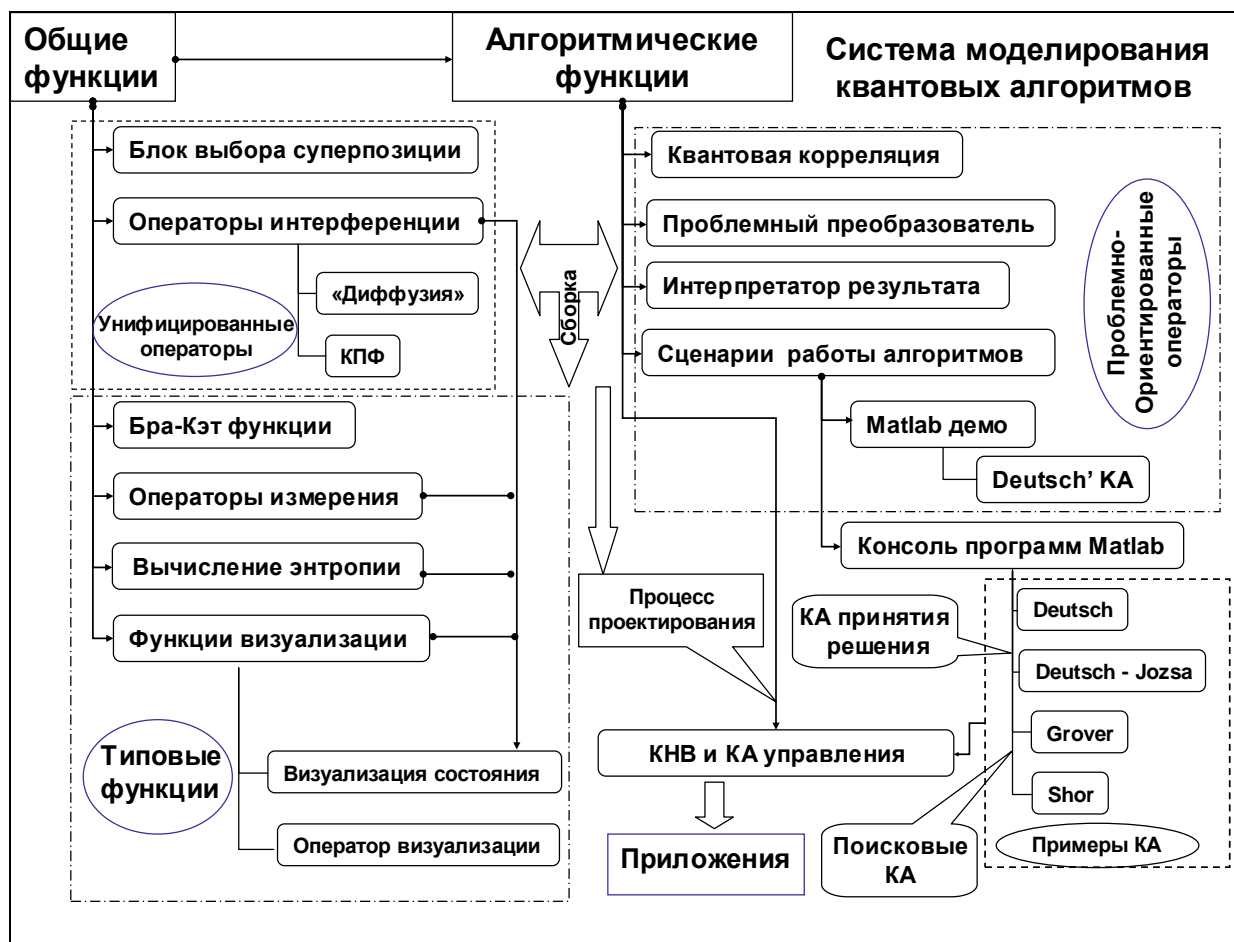 Общие
функции
Алгоритмические
функции
Система моделирования
квантовых алгоритмов
Блок выбора суперпозиции
Операторы интерференции
«Диффузия»
Унифицированные
операторы
КПФ
Сборка
Квантовая корреляция
Проблемный преобразователь
Интерпретатор результата
Сценарии работы алгоритмов
Проблемно-
Ориентированные
операторы
Matlab демо
Deutsch’ КА
Консоль программ Matlab
Бра-Кэт функции
Операторы измерения
Вычисление энтропии
Функции визуализации
Типовые
функции
Визуализация состояния
Оператор визуализации
Процесс
проектирования
КА принятия
решения
Deutsch
Deutsch - Jozsa
Grover
Shor
Примеры КА
КНВ и КА управления
Приложения
Поисковые
КА